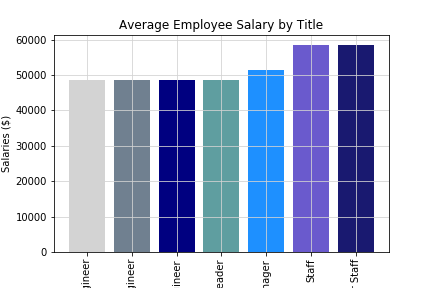 Average Employee Salary by Title
Salaries ($)
60000
50000
40000
30000
20000
10000
0
gineer
gineer
ineer
eader
nager
Staff
Staff